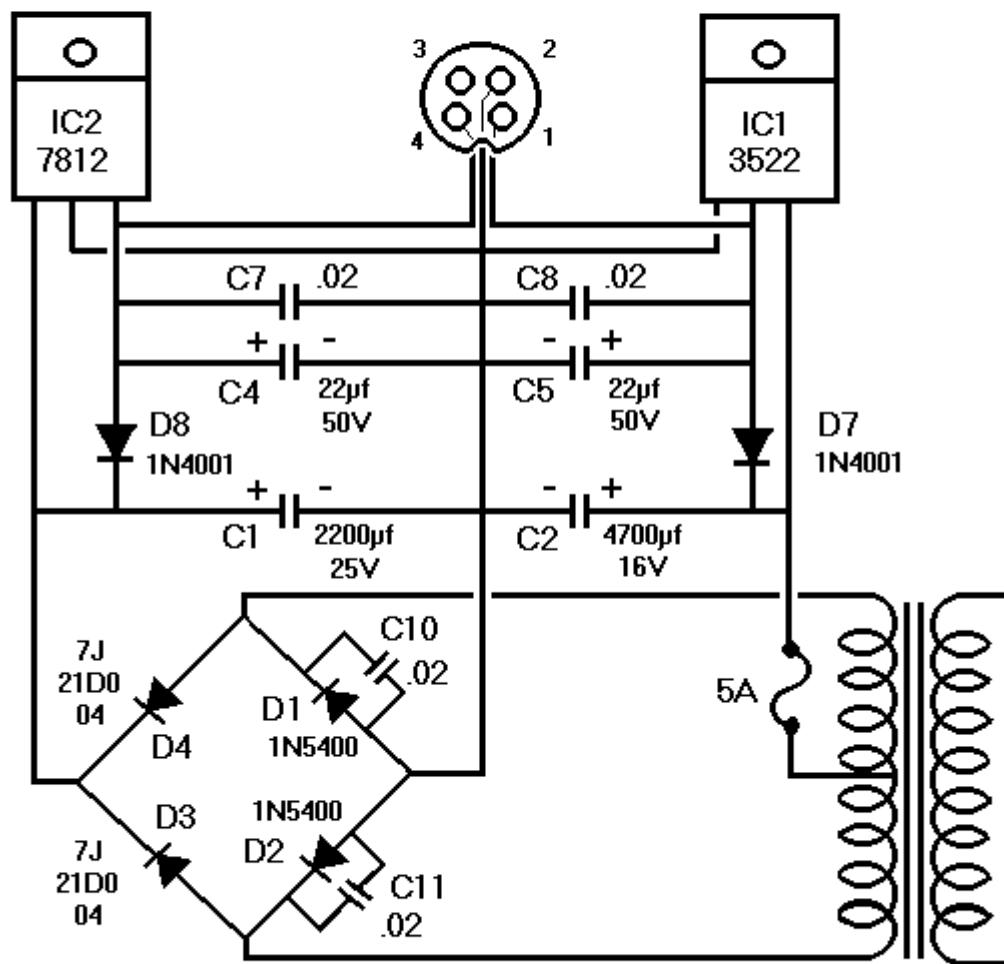 3
2
4
1
IC2
7812
IC1
3522
C7
.02
C8
.02
+
-
-
+
C4
22µf
50V
C5
22µf
50V
D8
1N4001
D7
1N4001
+
-
-
+
C1
2200µf
25V
C2
4700µf
16V
7J
21D0
04
D4
C10
.02
D1
1N5400
5A
1N5400
D3
D2
7J
21D0
04
C11
.02